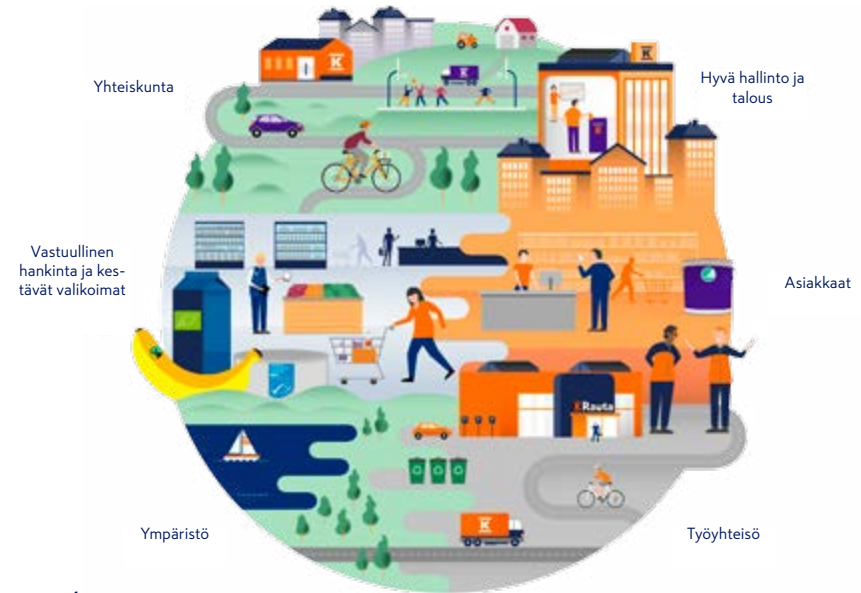 K
K
K
Yhteiskunta
Hyvä hallinto ja
talous
Vastuullinen
hankinta ja kes-
tävät valikoimat
Asiakkaat
K Rauta
Ympäristö
K
Työyhteisö